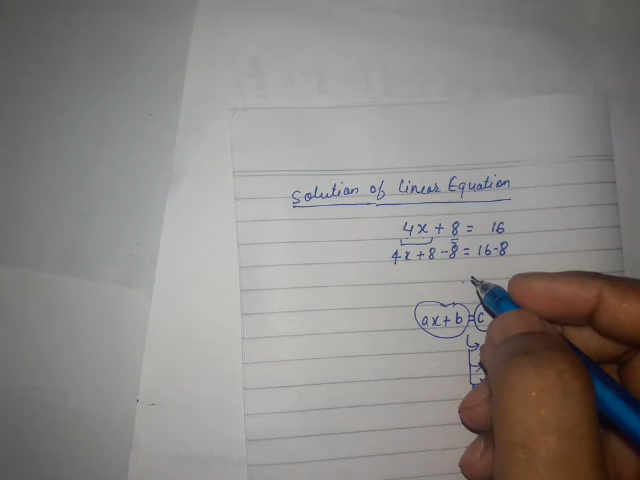 Solution of Linear Equation
4x + 8 = 16
4x + 8 - 8 = 16 - 8
ax + b = c